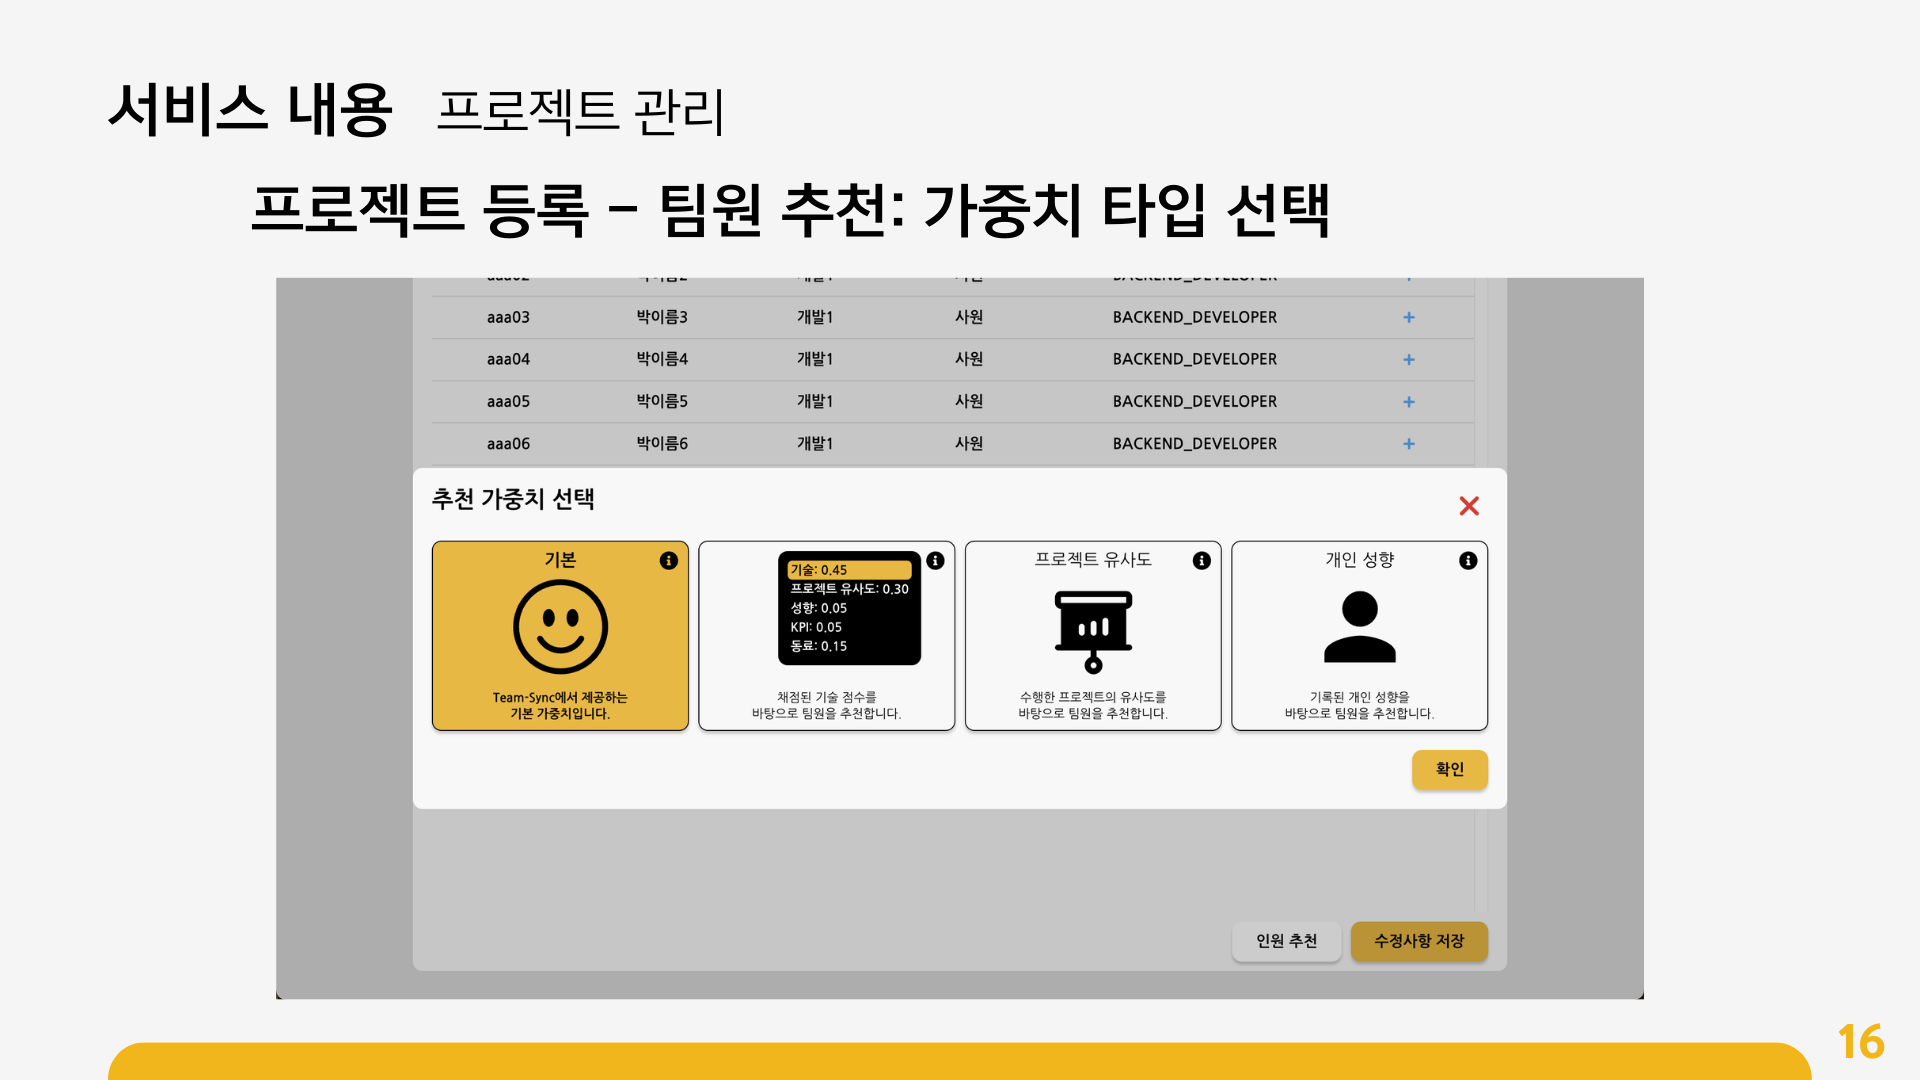 서비스 내용 프로젝트 관리
프로젝트 등록 – 팀원 추천: 가중치 타입 선택
aaa03 박이름3 개발1 사원 BACKEND_DEVELOPER +
aaa04 박이름4 개발1 사원 BACKEND_DEVELOPER +
aaa05 박이름5 개발1 사원 BACKEND_DEVELOPER +
aaa06 박이름6 개발1 사원 BACKEND_DEVELOPER +
추천 가중치 선택
기본
Team-Sync에서 제공하는
기본 가중치입니다.
기술: 0.45
프로젝트 유사도: 0.30
성향: 0.05
KPI: 0.05
동료: 0.15
채점된 기술 점수를
바탕으로 팀원을 추천합니다.
프로젝트 유사도
수행한 프로젝트의 유사도를
바탕으로 팀원을 추천합니다.
개인 성향
기록된 개인 성향을
바탕으로 팀원을 추천합니다.
확인
인원 추천 수정사항 저장
16